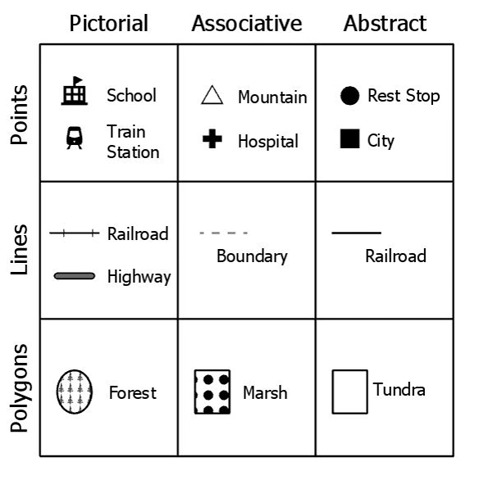 Pictorial Associative Abstract
Points
School
Train
Station
Mountain
Hospital
Rest Stop
City
Lines
Railroad
Highway
Boundary
Railroad
Polygons
Forest
Marsh
Tundra